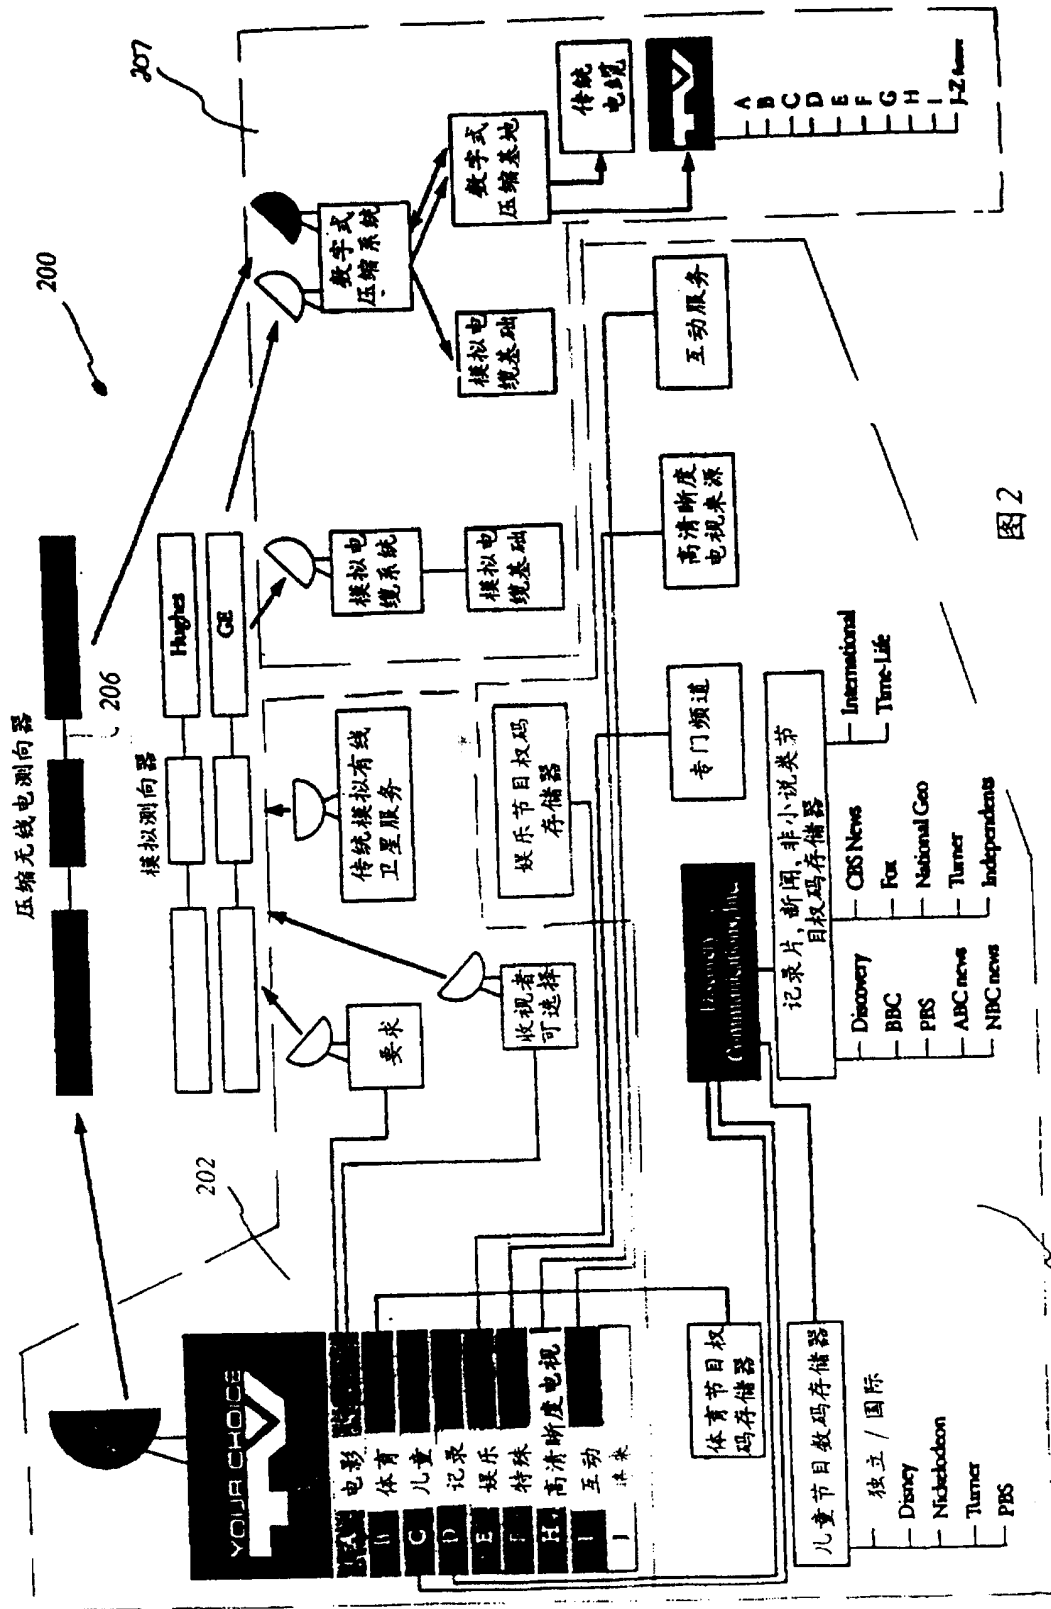 200
207
压缩无线电测向器
206
模拟测向器
Hughes
GE
202
YOUR CHOICE
TV
电影
体育
儿童
记录
娱乐
特殊
高清晰度电视
互动
C
D
E
H
I
J
要求
收视者
可选择
传统模拟有线
卫星服务
模拟电
缆系统
模拟电
缆基础
数字式
压缩系统
模拟电
缆基础
数字式
压缩基地
传统
电缆
TV
A
B
C
D
E
F
G
H
I
J-Z future
娱乐节目权码
存储器
专门频道
高清晰度
电视来源
互动服务
体育节目权
码存储器
儿童节目数码存储器
独立/国际
Disney
Nickelodeon
Turner
PBS
Discovery
Communications, Inc.
记录片,新闻,非小说类节
目权码存储器
Discovery
BBC
PBS
ABC news
NBC news
CBS News
Fox
National Geo
Turner
Independents
International
Time-Life
图2